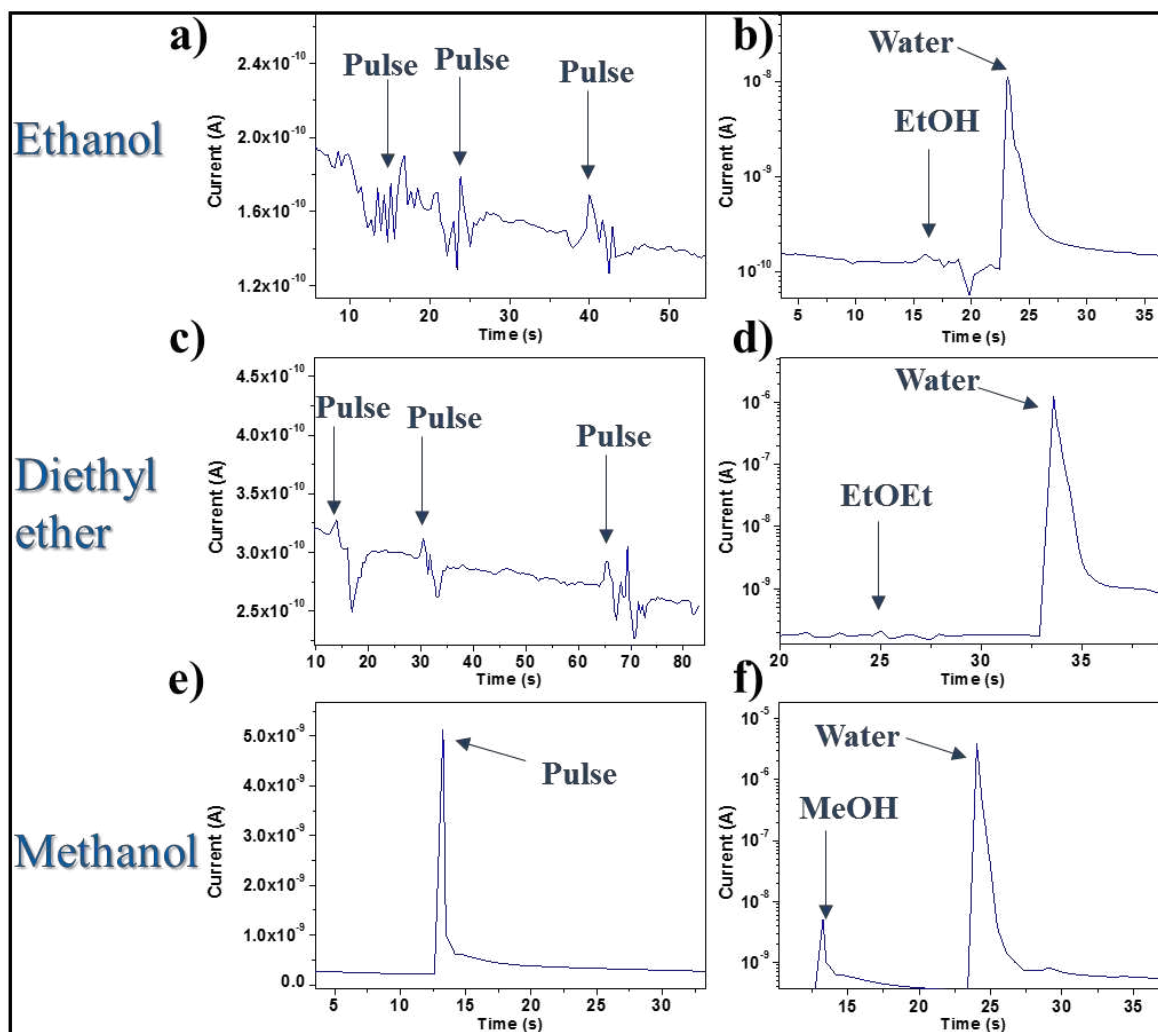 a)
Ethanol
Current (A)
2.4x10⁻¹⁰
2.0x10⁻¹⁰
1.6x10⁻¹⁰
1.2x10⁻¹⁰
Pulse
Pulse
Pulse
10 20 30 40 50
Time (s)
b)
Current (A)
10⁻⁸
10⁻⁹
10⁻¹⁰
Water
EtOH
5 10 15 20 25 30 35
Time (s)
c)
Diethyl
ether
Current (A)
4.5x10⁻¹⁰
4.0x10⁻¹⁰
3.5x10⁻¹⁰
3.0x10⁻¹⁰
2.5x10⁻¹⁰
Pulse
Pulse
Pulse
10 20 30 40 50 60 70 80
Time (s)
d)
Current (A)
10⁻⁶
10⁻⁷
10⁻⁸
10⁻⁹
Water
EtOEt
20 25 30 35
Time (s)
e)
Methanol
Current (A)
5.0x10⁻⁹
4.0x10⁻⁹
3.0x10⁻⁹
2.0x10⁻⁹
1.0x10⁻⁹
0.0
Pulse
5 10 15 20 25 30
Time (s)
f)
Current (A)
10⁻⁵
10⁻⁶
10⁻⁷
10⁻⁸
10⁻⁹
Water
MeOH
15 20 25 30 35
Time (s)